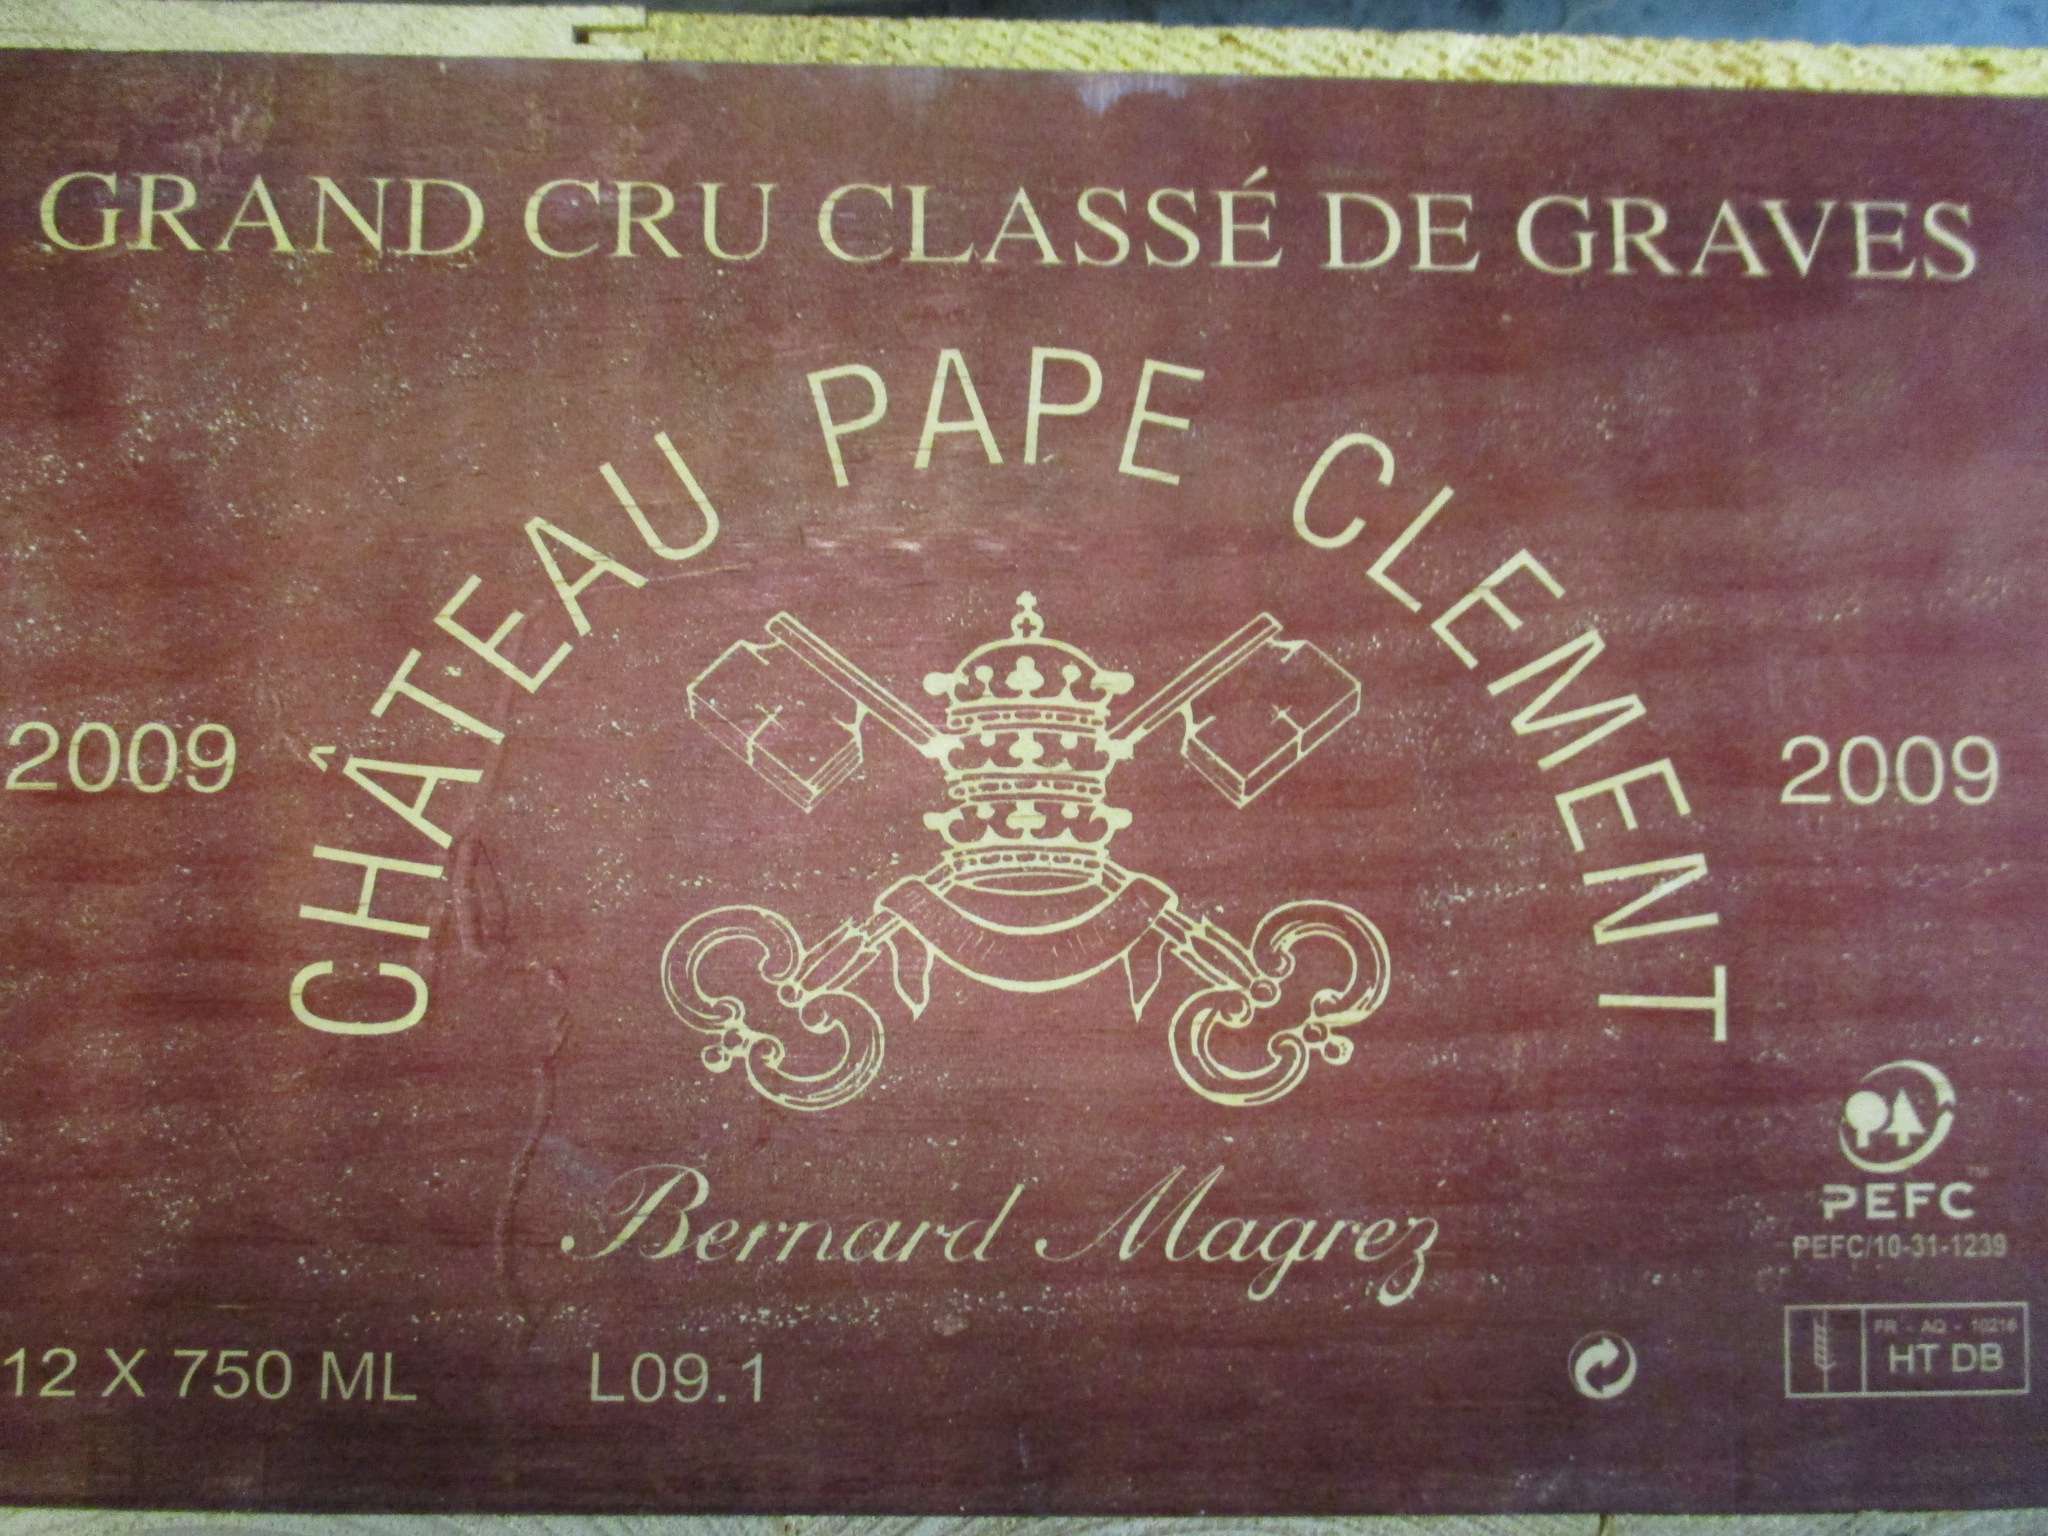 GRAND CRU CLASSÉ DE GRAVES
CHÂTEAU PAPE CLEMENT
2009
2009
Bernard Magrez
PEFC™
PEFC/10-31-1239
12 X 750 ML
L09.1
FR - AQ - 10216
HT DB